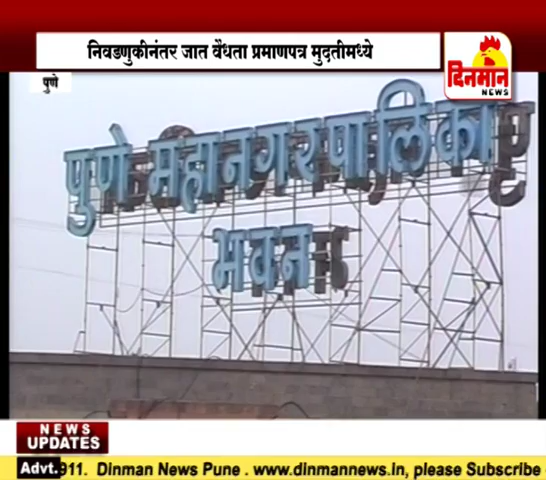 निवडणुकीनंतर जात वैधता प्रमाणपत्र मुदतीमध्ये
दिनमान
NEWS
पुणे
पुणे महानगरपालिका
भवन
NEWS
UPDATES
Advt. 911. Dinman News Pune . www.dinmannews.in, please Subscribe